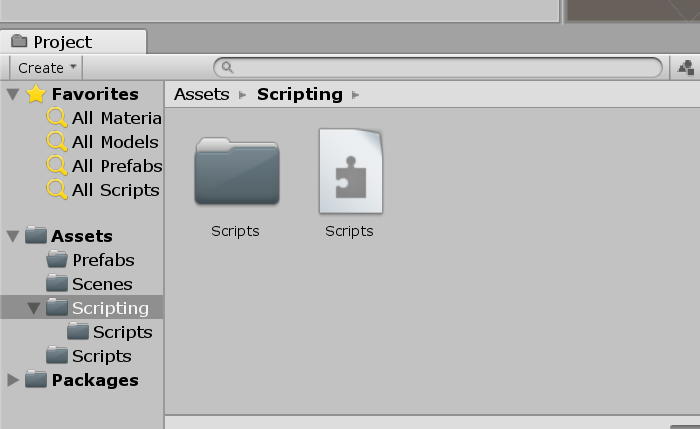 Project
Create
Favorites
All Materia
All Models
All Prefabs
All Scripts
Assets
Prefabs
Scenes
Scripting
Scripts
Scripts
Packages
Assets Scripting
Scripts Scripts